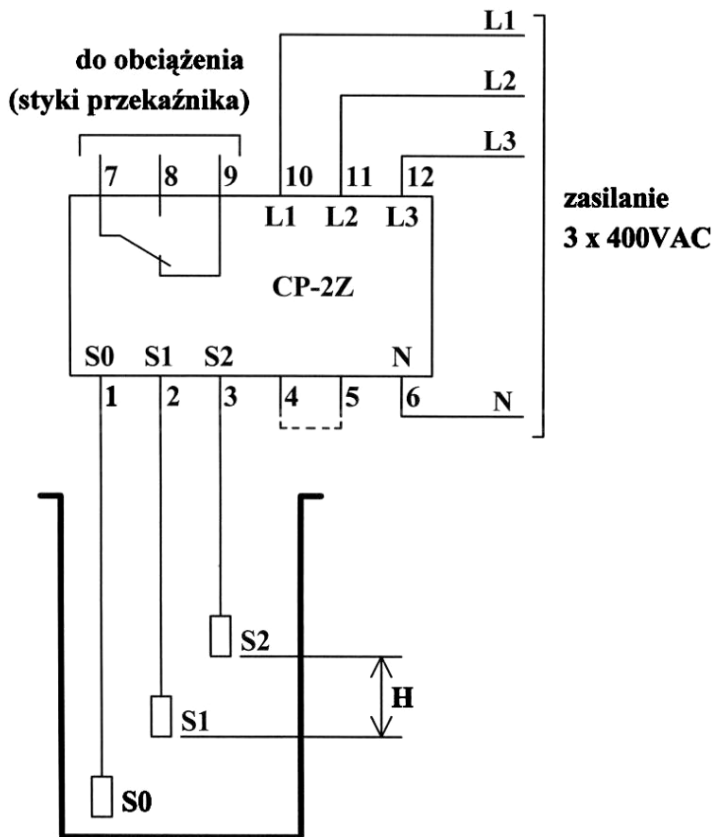 L1
do obciążenia
L2
(styki przekaźnika)
L3
7 8 9 10 11 12
L1 L2 L3
zasilanie
3 x 400VAC
CP-2Z
S0 S1 S2 N
1 2 3 4 5 6 N
S2
H
S1
S0